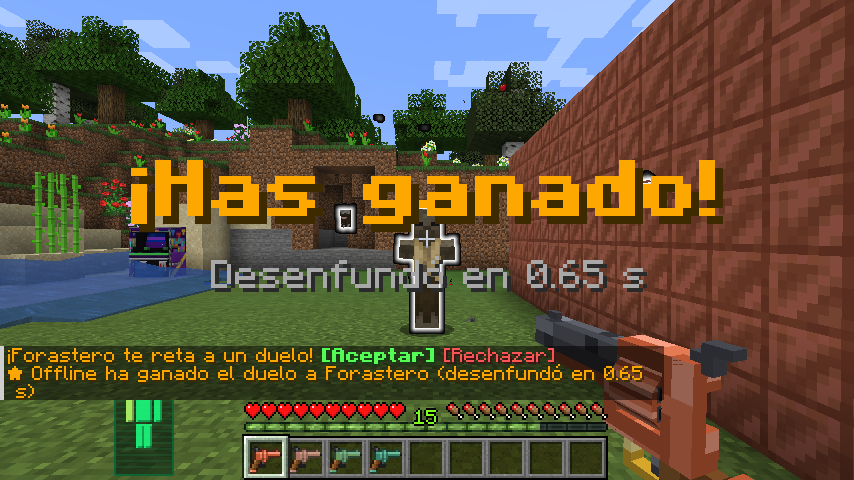 ¡Has ganado!
Desenfundó en 0.65 s
¡Forastero te reta a un duelo! [Aceptar] [Rechazar]
★ Offline ha ganado el duelo a Forastero (desenfundó en 0.65
s)
15